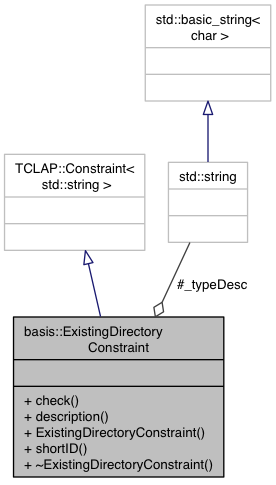 std::basic_string<
char >
TCLAP::Constraint<
std::string >
std::string
#_typeDesc
basis::ExistingDirectory
Constraint
+ check()
+ description()
+ ExistingDirectoryConstraint()
+ shortID()
+ ~ExistingDirectoryConstraint()